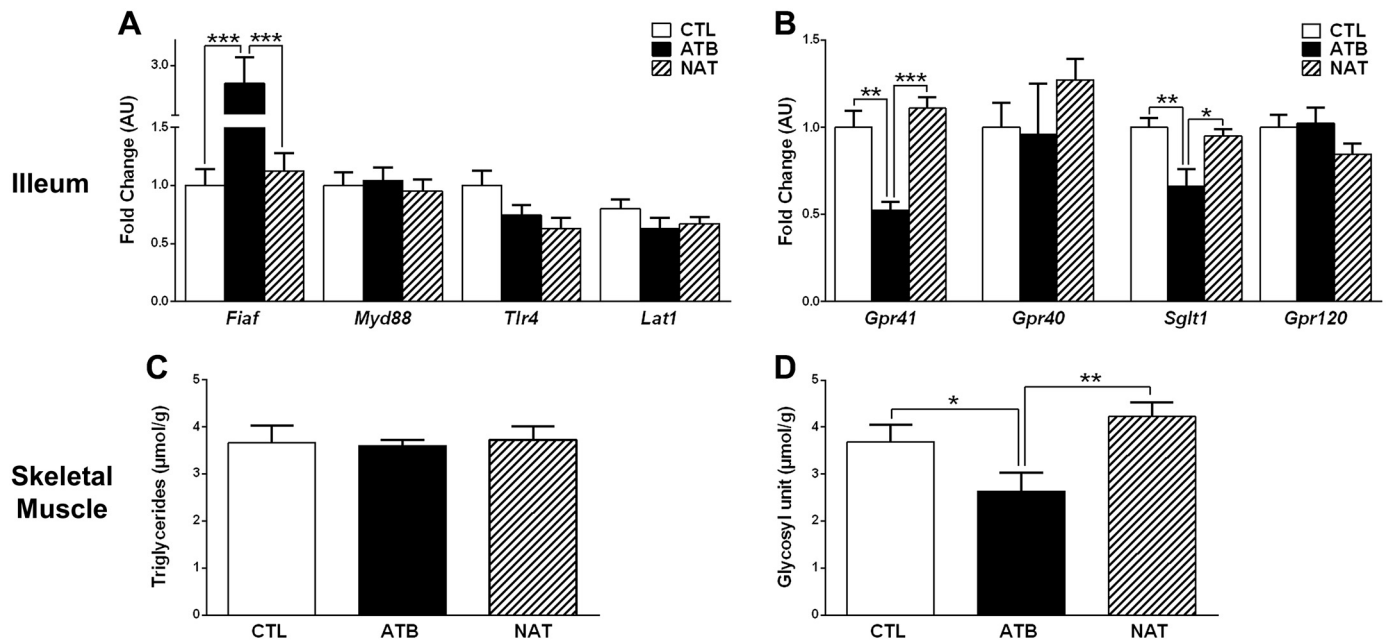 A
CTL
ATB
NAT
***
***
3.0
1.5
1.0
0.5
0.0
Fold Change (AU)
Fiaf
Myd88
Tlr4
Lat1
B
CTL
ATB
NAT
1.5
1.0
0.5
0.0
**
***
**
*
Fold Change (AU)
Gpr41
Gpr40
Sglt1
Gpr120
Illeum
C
5
4
3
2
1
0
Triglycerides (µmol/g)
CTL
ATB
NAT
D
5
4
3
2
1
0
*
**
Glycosyl unit (µmol/g)
CTL
ATB
NAT
Skeletal
Muscle